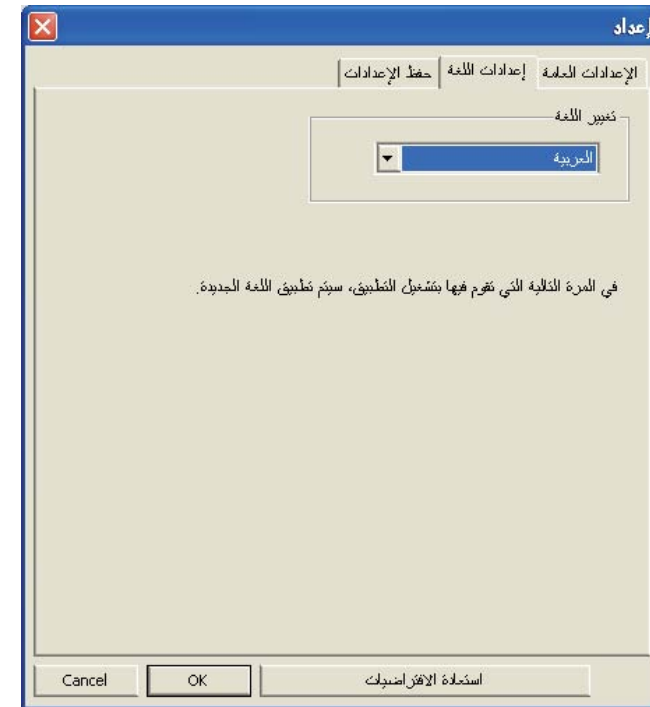 إعداد
الإعدادات العامة
إعدادات اللغة
حفظ الإعدادات
تغيير اللغة
العربية
في المرة التالية التي تقوم فيها بتشغيل التطبيق، سيتم تطبيق اللغة الجديدة.
استعادة الافتراضيات
OK
Cancel